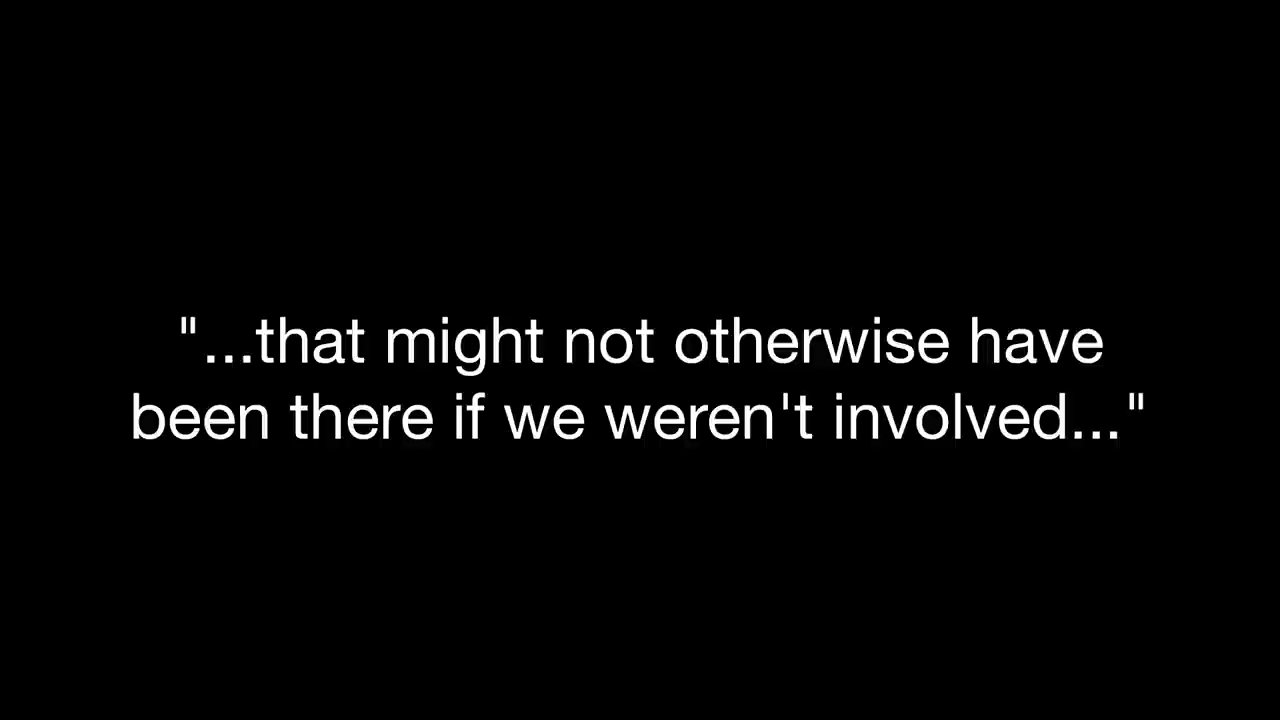 "...that might not otherwise have
been there if we weren't involved..."